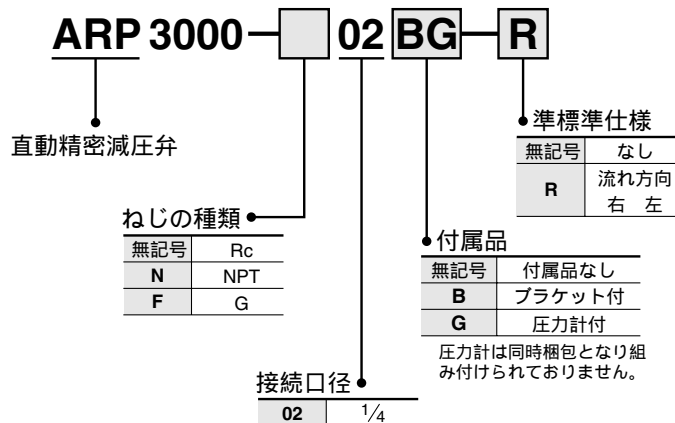 ARP 3000 — 02 BG — R
直動精密減圧弁
準標準仕様
無記号 なし
R 流れ方向
右 左
ねじの種類
無記号 Rc
N NPT
F G
付属品
無記号 付属品なし
B ブラケット付
G 圧力計付
圧力計は同時梱包となり組
み付けられておりません。
接続口径
02 1/4